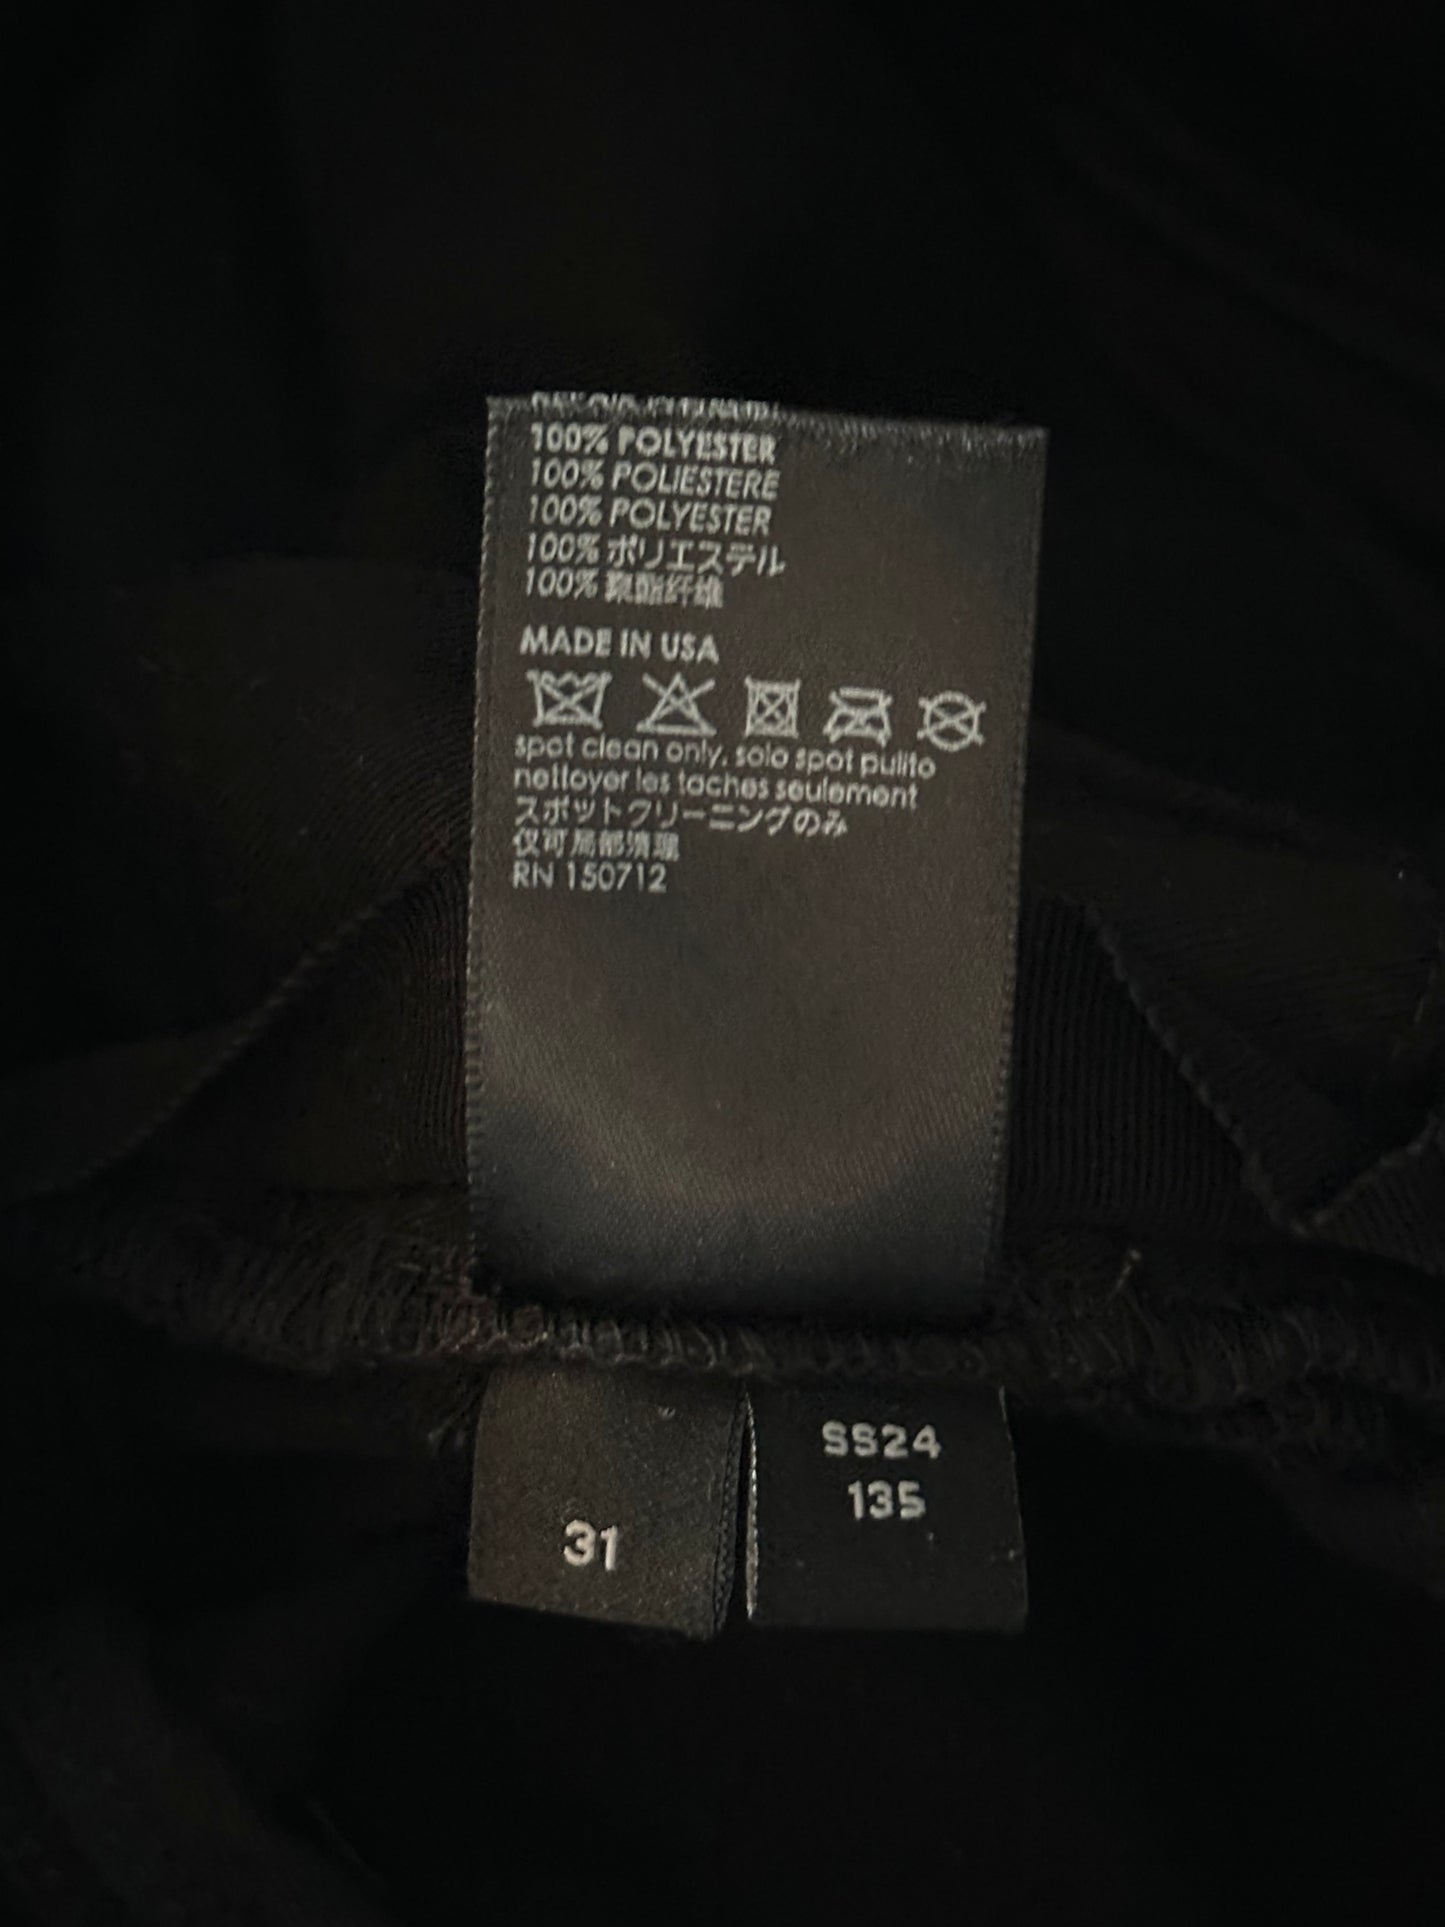 100% POLYESTER
100% POLIESTERE
100% POLYESTER
100% ポリエステル
100% 聚酯纤维
MADE IN USA
spot clean only. solo spot pulito
nettoyer les taches seulement
スポットクリーニングのみ
仅可局部清理
RN 150712
31
SS24
135